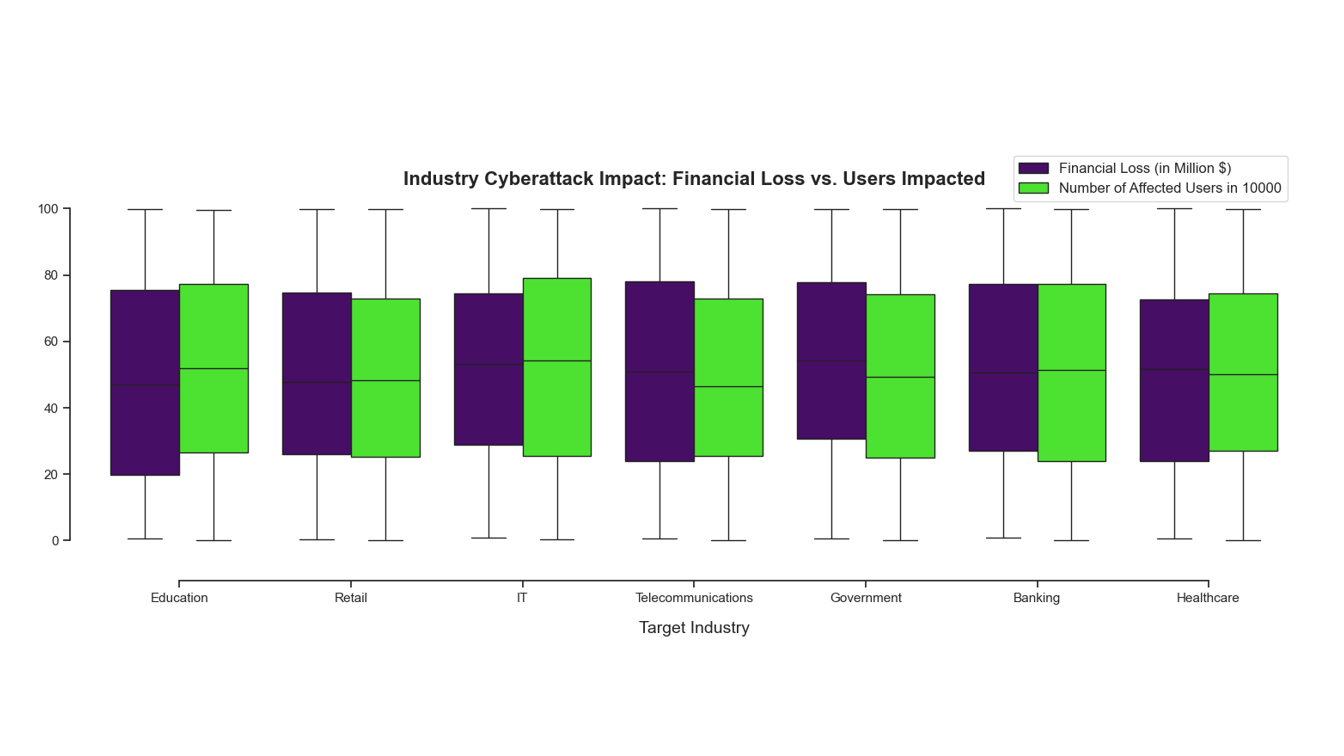 Industry Cyberattack Impact: Financial Loss vs. Users Impacted
Financial Loss (in Million $)
Number of Affected Users in 10000
100
80
60
40
20
0
Education
Retail
IT
Telecommunications
Government
Banking
Healthcare
Target Industry